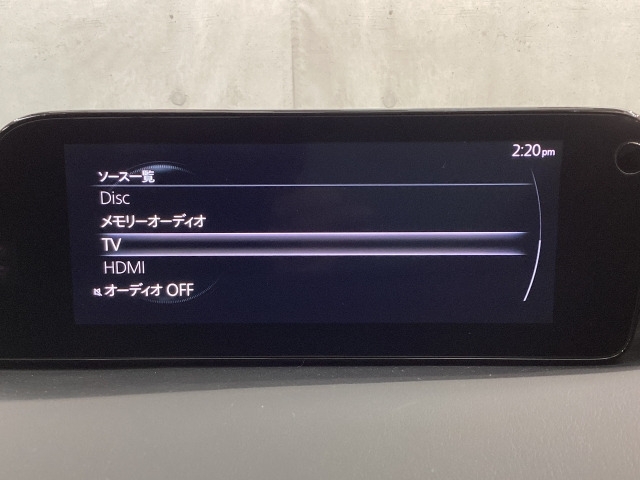 2:20pm
ソース一覧
Disc
メモリーオーディオ
TV
HDMI
オーディオ OFF